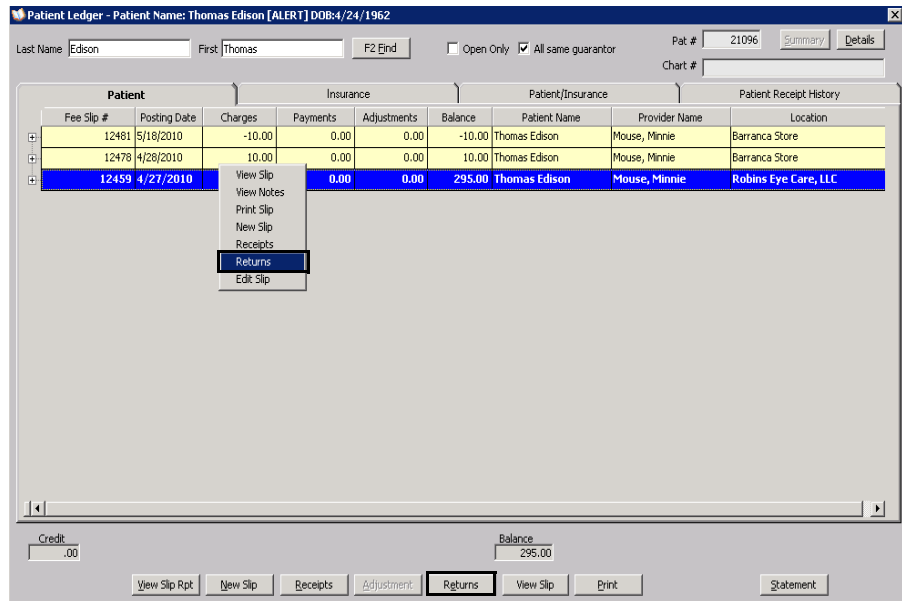 Patient Ledger - Patient Name: Thomas Edison [ALERT] DOB:4/24/1962
Last Name Edison First Thomas F2 Find Open Only All same guarantor Pat # 21096 Summary Details
Chart #
Patient Insurance Patient/Insurance Patient Receipt History
Fee Slip # Posting Date Charges Payments Adjustments Balance Patient Name Provider Name Location
12481 5/18/2010 -10.00 0.00 0.00 -10.00 Thomas Edison Mouse, Minnie Barranca Store
12478 4/28/2010 10.00 0.00 0.00 10.00 Thomas Edison Mouse, Minnie Barranca Store
12459 4/27/2010 0.00 0.00 295.00 Thomas Edison Mouse, Minnie Robins Eye Care, LLC
View Slip
View Notes
Print Slip
New Slip
Receipts
Returns
Edit Slip
Credit Balance
.00 295.00
View Slip Rpt New Slip Receipts Adjustment Returns View Slip Print Statement